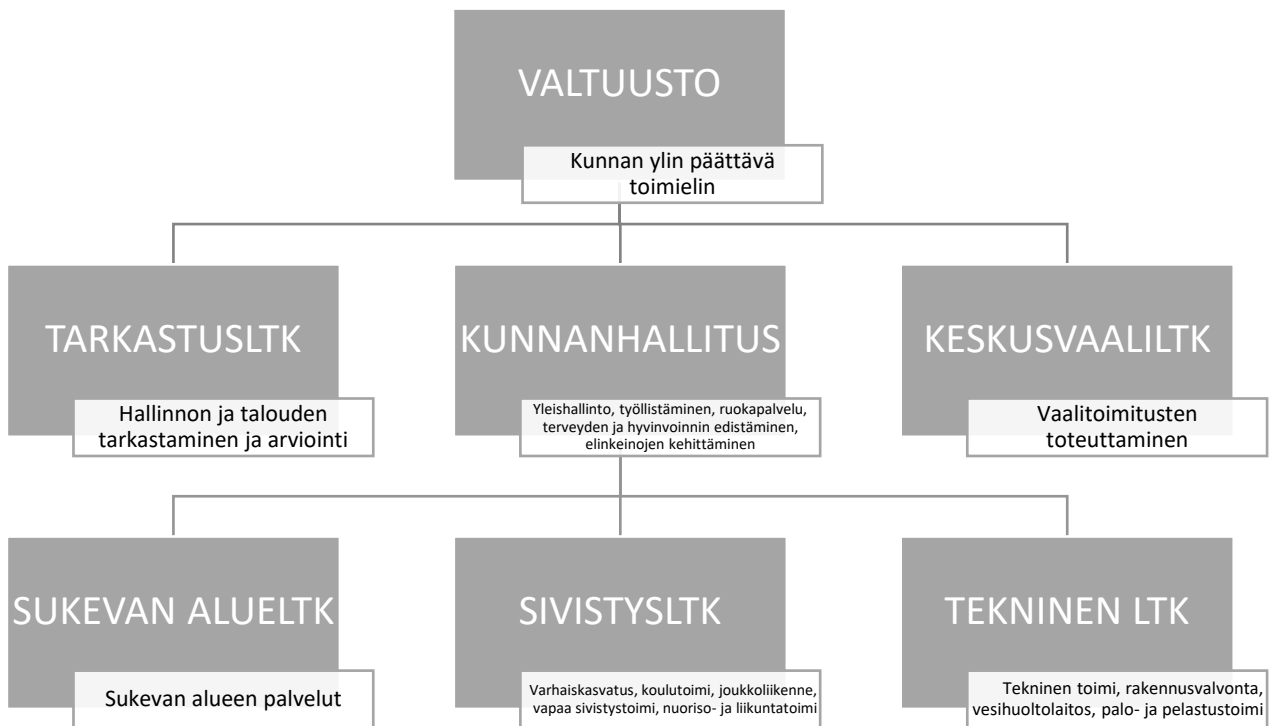 VALTUUSTO
Kunnan ylin päättävä
toimielin
TARKASTUSLTK
Hallinnon ja talouden
tarkastaminen ja arviointi
KUNNANHALLITUS
Yleishallinto, työllistäminen, ruokapalvelu,
terveyden ja hyvinvoinnin edistäminen,
elinkeinojen kehittäminen
KESKUSVAALILTK
Vaalitoimitusten
toteuttaminen
SUKEVAN ALUELTK
Sukevan alueen palvelut
SIVISTYSLTK
Varhaiskasvatus, koulutoimi, joukkoliikenne,
vapaa sivistystoimi, nuoriso- ja liikuntatoimi
TEKNINEN LTK
Tekninen toimi, rakennusvalvonta,
vesihuoltolaitos, palo- ja pelastustoimi